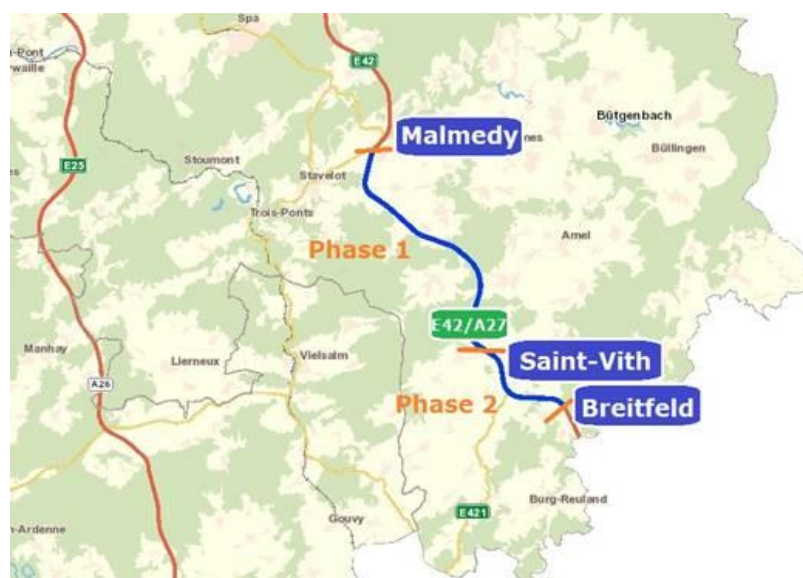 Spa
n-Pont
waille
E42
Malmedy
nes
Bütgenbach
Büllingen
E25
Stoumont
Stavelot
Trois-Ponts
Phase 1
Amel
E42/A27
Manhay
Lierneux
Vielsalm
Saint-Vith
A26
Phase 2
Breitfeld
Burg-Reuland
E421
Gouvy
n-Ardenne